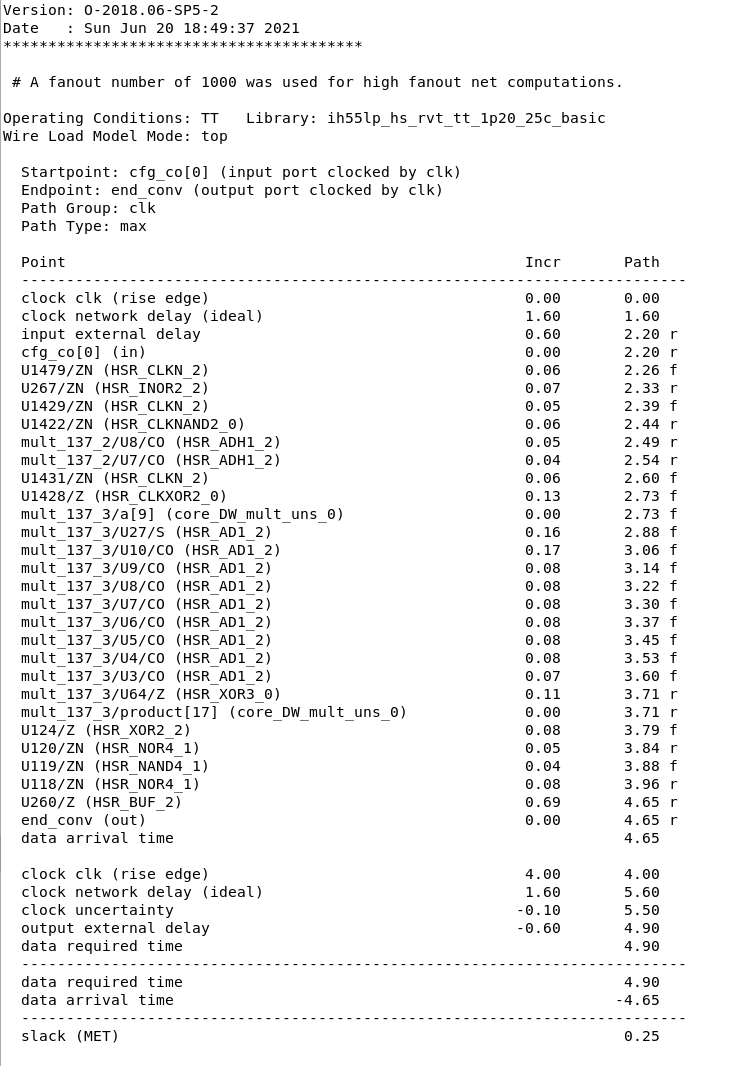 Version: O-2018.06-SP5-2
Date   : Sun Jun 20 18:49:37 2021
****************************************

 # A fanout number of 1000 was used for high fanout net computations.

Operating Conditions: TT   Library: ih55lp_hs_rvt_tt_1p20_25c_basic
Wire Load Model Mode: top

  Startpoint: cfg_co[0] (input port clocked by clk)
  Endpoint: end_conv (output port clocked by clk)
  Path Group: clk
  Path Type: max

  Point                                                   Incr       Path
  --------------------------------------------------------------------------
  clock clk (rise edge)                                   0.00       0.00
  clock network delay (ideal)                             1.60       1.60
  input external delay                                    0.60       2.20 r
  cfg_co[0] (in)                                          0.00       2.20 r
  U1479/ZN (HSR_CLKN_2)                                   0.06       2.26 f
  U267/ZN (HSR_INOR2_2)                                   0.07       2.33 r
  U1429/ZN (HSR_CLKN_2)                                   0.05       2.39 f
  U1422/ZN (HSR_CLKNAND2_0)                               0.06       2.44 r
  mult_137_2/U8/CO (HSR_ADH1_2)                           0.05       2.49 r
  mult_137_2/U7/CO (HSR_ADH1_2)                           0.04       2.54 r
  U1431/ZN (HSR_CLKN_2)                                   0.06       2.60 f
  U1428/Z (HSR_CLKXOR2_0)                                 0.13       2.73 f
  mult_137_3/a[9] (core_DW_mult_uns_0)                    0.00       2.73 f
  mult_137_3/U27/S (HSR_AD1_2)                            0.16       2.88 f
  mult_137_3/U10/CO (HSR_AD1_2)                           0.17       3.06 f
  mult_137_3/U9/CO (HSR_AD1_2)                            0.08       3.14 f
  mult_137_3/U8/CO (HSR_AD1_2)                            0.08       3.22 f
  mult_137_3/U7/CO (HSR_AD1_2)                            0.08       3.30 f
  mult_137_3/U6/CO (HSR_AD1_2)                            0.08       3.37 f
  mult_137_3/U5/CO (HSR_AD1_2)                            0.08       3.45 f
  mult_137_3/U4/CO (HSR_AD1_2)                            0.08       3.53 f
  mult_137_3/U3/CO (HSR_AD1_2)                            0.07       3.60 f
  mult_137_3/U64/Z (HSR_XOR3_0)                           0.11       3.71 r
  mult_137_3/product[17] (core_DW_mult_uns_0)             0.00       3.71 r
  U124/Z (HSR_XOR2_2)                                     0.08       3.79 f
  U120/ZN (HSR_NOR4_1)                                    0.05       3.84 r
  U119/ZN (HSR_NAND4_1)                                   0.04       3.88 f
  U118/ZN (HSR_NOR4_1)                                    0.08       3.96 r
  U260/Z (HSR_BUF_2)                                      0.69       4.65 r
  end_conv (out)                                          0.00       4.65 r
  data arrival time                                                  4.65

  clock clk (rise edge)                                   4.00       4.00
  clock network delay (ideal)                             1.60       5.60
  clock uncertainty                                      -0.10       5.50
  output external delay                                  -0.60       4.90
  data required time                                                 4.90
  --------------------------------------------------------------------------
  data required time                                                 4.90
  data arrival time                                                 -4.65
  --------------------------------------------------------------------------
  slack (MET)                                                        0.25